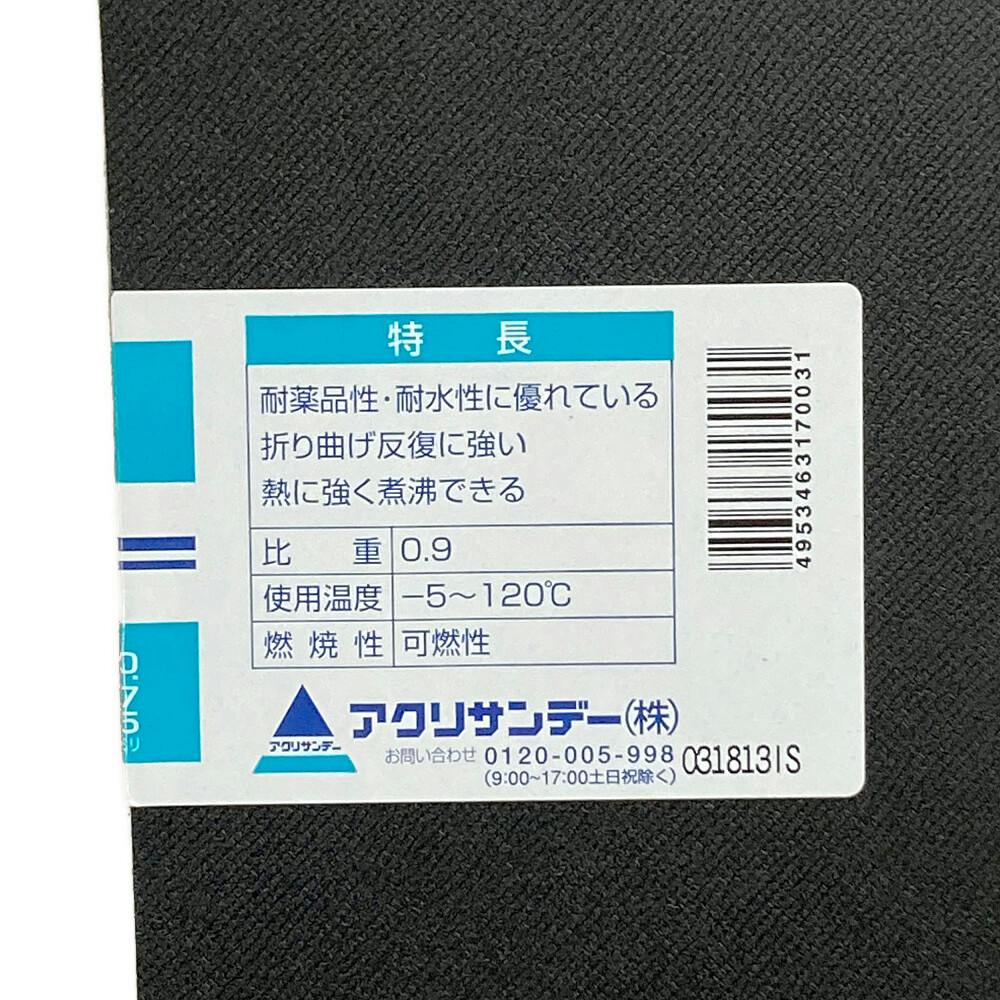 特長
耐薬品性・耐水性に優れている
折り曲げ反復に強い
熱に強く煮沸できる
比重 0.9
使用温度 −5〜120℃
燃焼性 可燃性
アクリサンデー
アクリサンデー(株)
お問い合わせ 0120-005-998
(9:00~17:00土日祝除く)
031813IS
4953463170031
0.75
ミリ